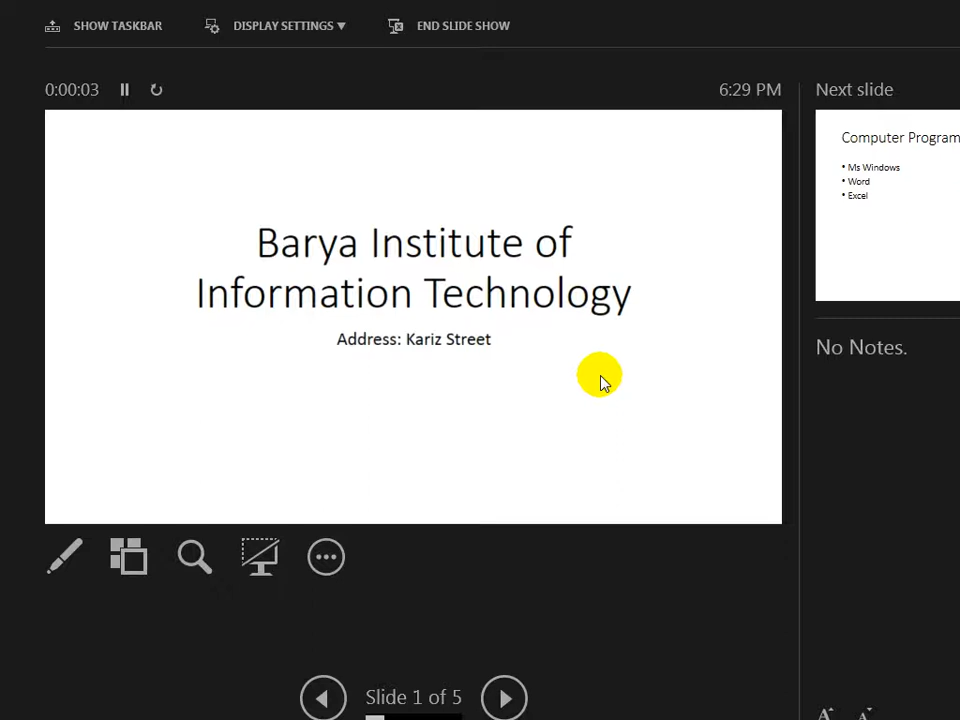 SHOW TASKBAR DISPLAY SETTINGS END SLIDE SHOW
0:00:03 6:29 PM Next slide
Barya Institute of
Information Technology
Address: Kariz Street
Computer Program
• Ms Windows
• Word
• Excel
No Notes.
Slide 1 of 5
A A